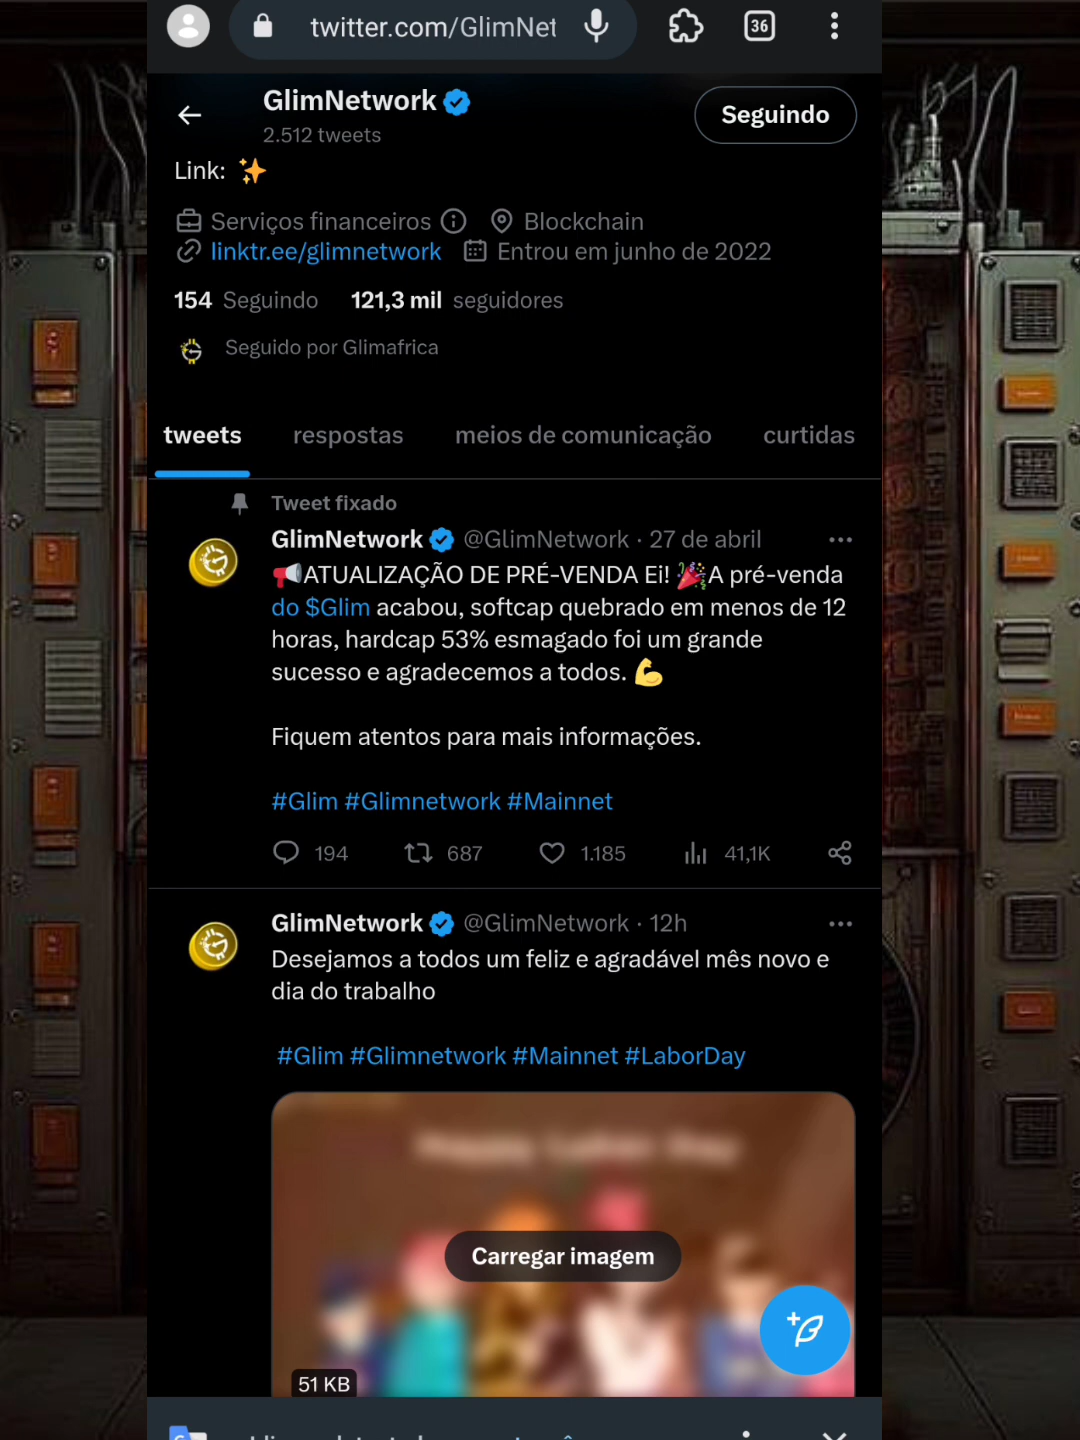 twitter.com/GlimNet
36
GlimNetwork
Seguindo
2.512 tweets
Link: ✨
Serviços financeiros
Blockchain
linktr.ee/glimnetwork
Entrou em junho de 2022
154 Seguindo 121,3 mil seguidores
Seguido por Glimafrica
tweets respostas meios de comunicação curtidas
Tweet fixado
GlimNetwork @GlimNetwork · 27 de abril
📢ATUALIZAÇÃO DE PRÉ-VENDA Ei! 🎉A pré-venda
do $Glim acabou, softcap quebrado em menos de 12
horas, hardcap 53% esmagado foi um grande
sucesso e agradecemos a todos. 💪
Fiquem atentos para mais informações.
#Glim #Glimnetwork #Mainnet
194 687 1.185 41,1K
GlimNetwork @GlimNetwork · 12h
Desejamos a todos um feliz e agradável mês novo e
dia do trabalho
#Glim #Glimnetwork #Mainnet #LaborDay
Carregar imagem
51 KB